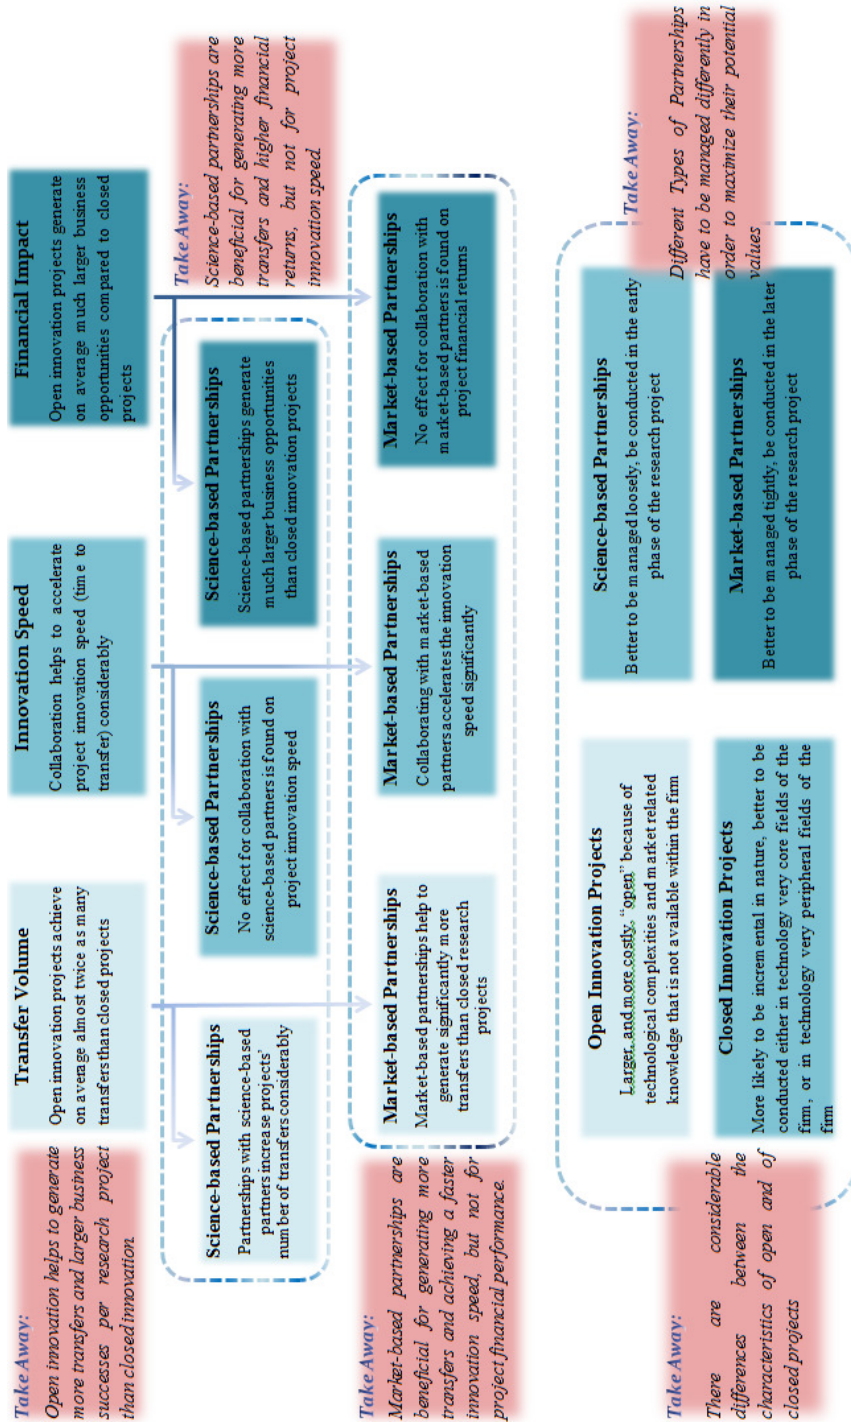 Take Away:
Open innovation helps to generate
more transfers and larger business
successes per research project
than closed innovation.
Transfer Volume
Open innovation projects achieve
on average almost twice as many
transfers than closed projects
Innovation Speed
Collaboration helps to accelerate
project innovation speed (time to
transfer) considerably
Financial Impact
Open innovation projects generate
on average much larger business
opportunities compared to closed
projects
Science-based Partnerships
Partnerships with science-based
partners increase projects’
number of transfers considerably
Science-based Partnerships
No effect for collaboration with
science-based partners is found on
project innovation speed
Science-based Partnerships
Science-based partnerships generate
much larger business opportunities
than closed innovation projects
Take Away:
Science-based partnerships are
beneficial for generating more
transfers and higher financial
returns, but not for project
innovation speed.
Take Away:
Market-based partnerships are
beneficial for generating more
transfers and achieving a faster
innovation speed, but not for
project financial performance.
Market-based Partnerships
Market-based partnerships help to
generate significantly more
transfers than closed research
projects
Market-based Partnerships
Collaborating with market-based
partners accelerates the innovation
speed significantly
Market-based Partnerships
No effect for collaboration with
market-based partners is found on
project financial returns
Open Innovation Projects
Larger, and more costly, “open” because of
technological complexities and market related
knowledge that is not available within the firm
Science-based Partnerships
Better to be managed loosely, be conducted in the early
phase of the research project
Take Away:
Different Types of Partnerships
have to be managed differently in
order to maximize their potential
values
Take Away:
There are considerable
differences between the
characteristics of open and of
closed projects
Closed Innovation Projects
More likely to be incremental in nature, better to be
conducted either in technology very core fields of the
firm, or in technology very peripheral fields of the
firm
Market-based Partnerships
Better to be managed tightly, be conducted in the later
phase of the research project